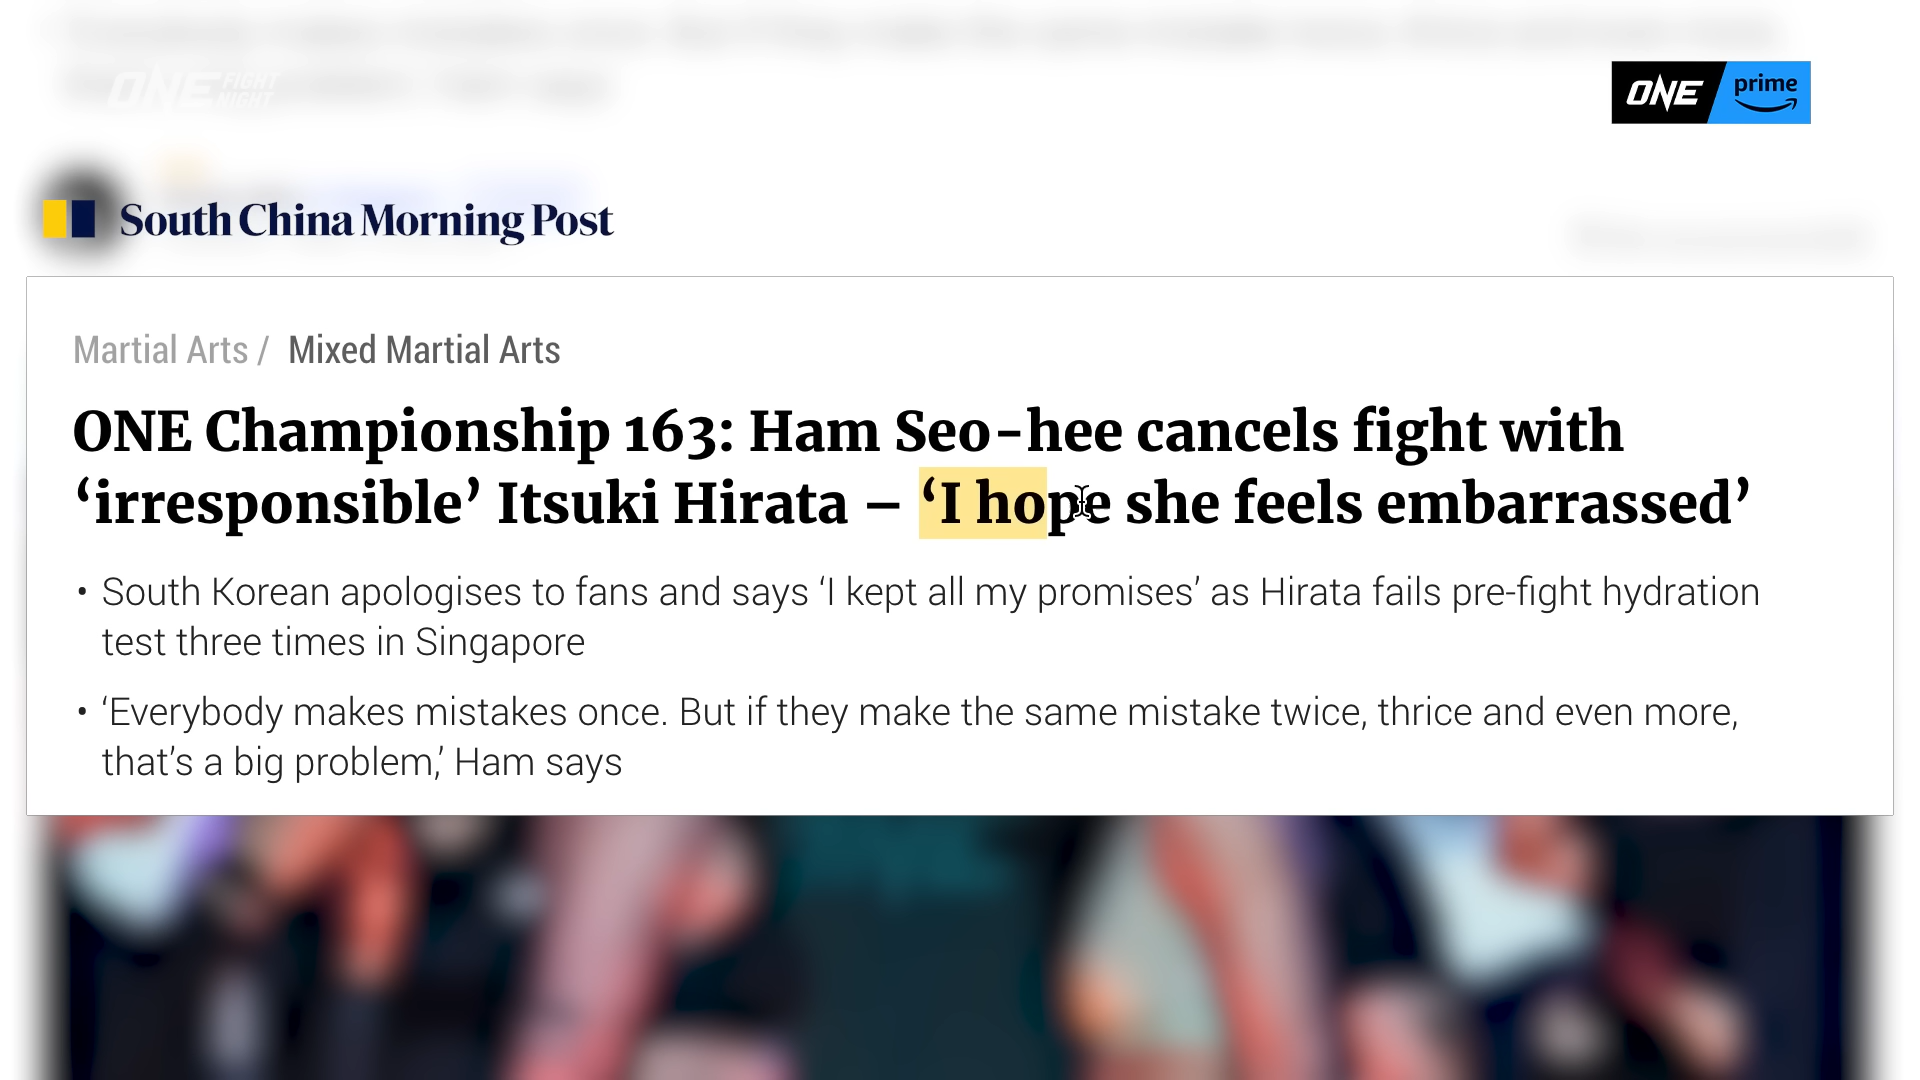 ONE FIGHT NIGHT
ONE prime
South China Morning Post
Martial Arts / Mixed Martial Arts
ONE Championship 163: Ham Seo-hee cancels fight with
‘irresponsible’ Itsuki Hirata – ‘I hope she feels embarrassed’
• South Korean apologises to fans and says ‘I kept all my promises’ as Hirata fails pre-fight hydration
test three times in Singapore
• ‘Everybody makes mistakes once. But if they make the same mistake twice, thrice and even more,
that’s a big problem,’ Ham says